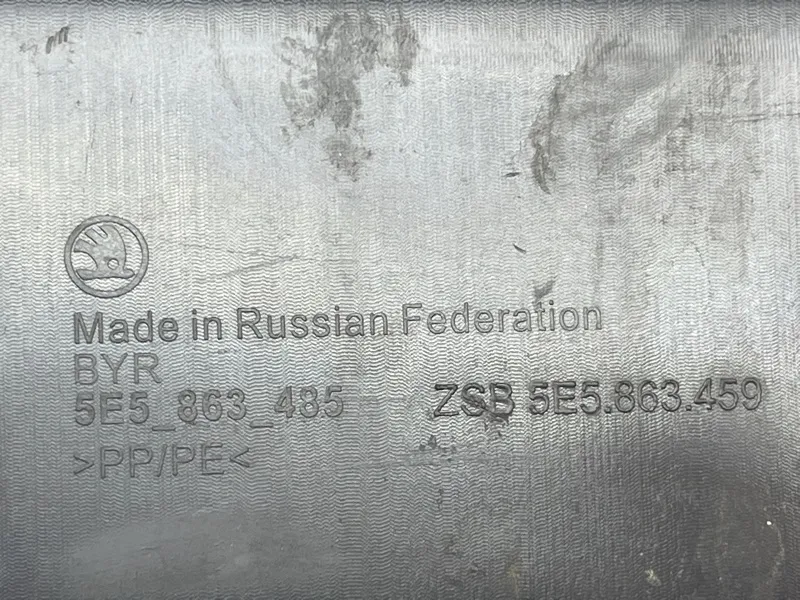 Made in Russian Federation
BYR
5E5_863_485 ZSB 5E5.863.459
>PP/PE<